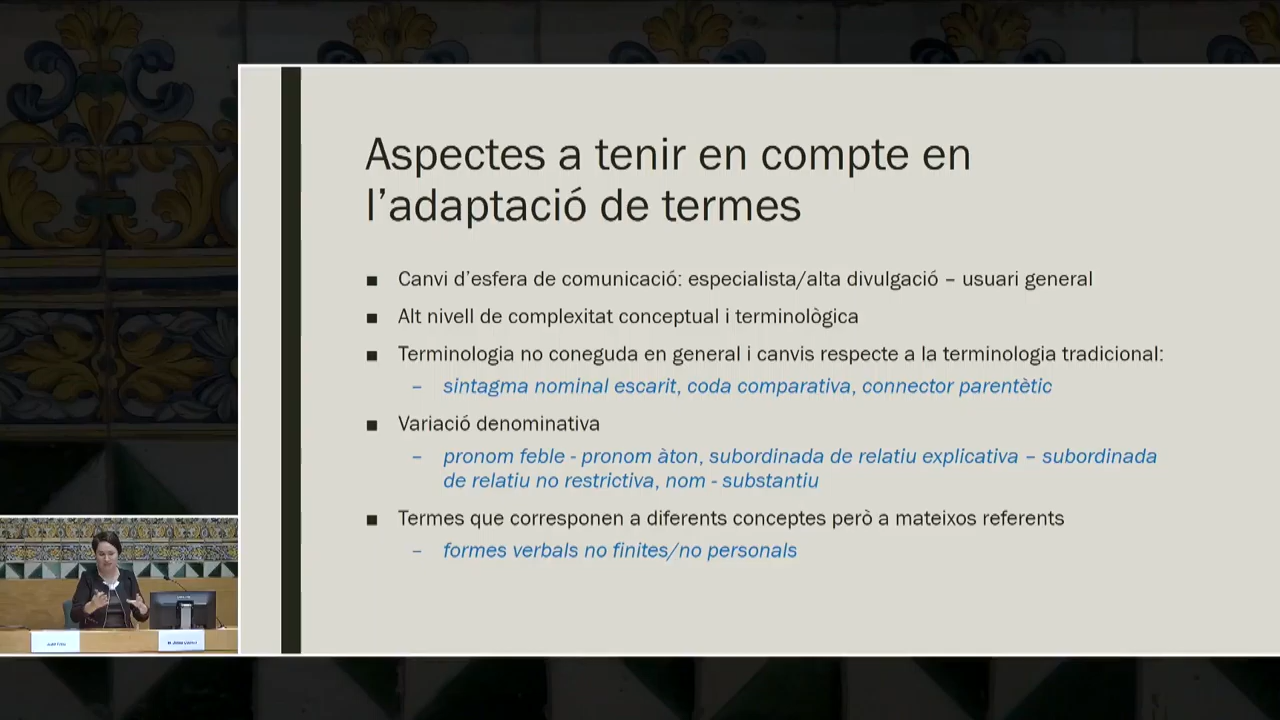 Aspectes a tenir en compte en
l’adaptació de termes
■ Canvi d’esfera de comunicació: especialista/alta divulgació – usuari general
■ Alt nivell de complexitat conceptual i terminològica
■ Terminologia no coneguda en general i canvis respecte a la terminologia tradicional:
– sintagma nominal escarit, coda comparativa, connector parentètic
■ Variació denominativa
– pronom feble - pronom àton, subordinada de relatiu explicativa – subordinada
de relatiu no restrictiva, nom - substantiu
■ Termes que corresponen a diferents conceptes però a mateixos referents
– formes verbals no finites/no personals